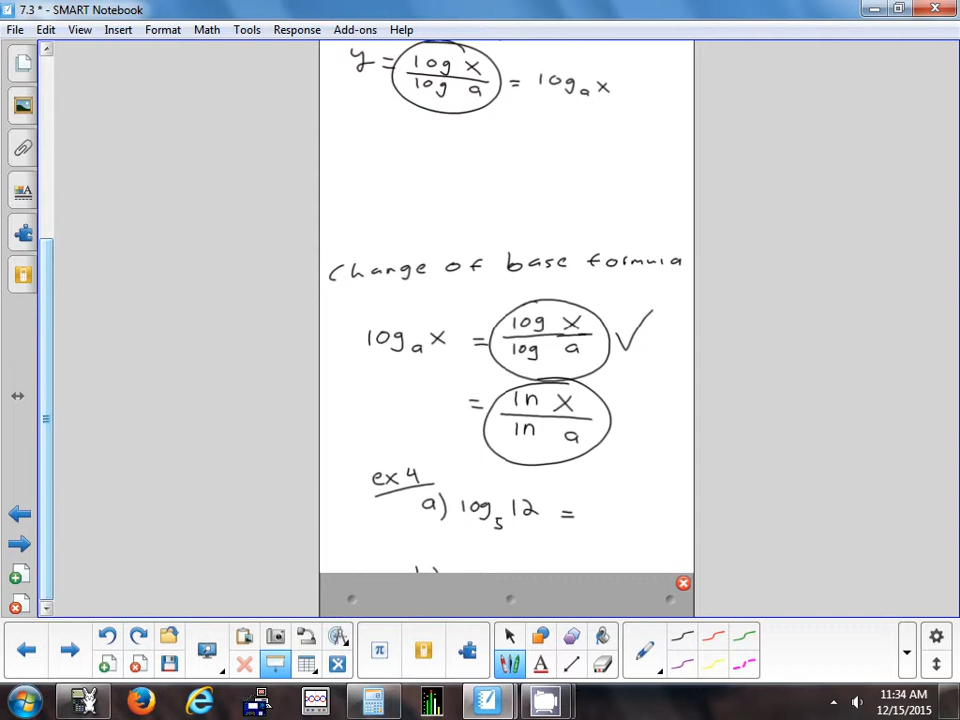 7.3 * - SMART Notebook
File Edit View Insert Format Math Tools Response Add-ons Help
y = log x / log a = log_a x
Change of base formula
log_a x = log x / log a ✓
= ln x / ln a
ex 4
a) log_5 12 =
π
A
11:34 AM
12/15/2015